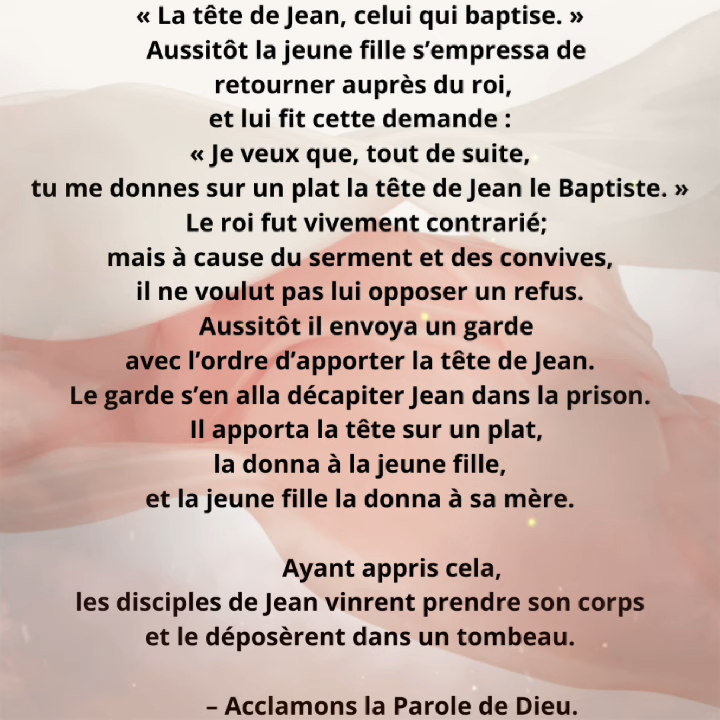 « La tête de Jean, celui qui baptise. »
Aussitôt la jeune fille s’empressa de
retourner auprès du roi,
et lui fit cette demande :
« Je veux que, tout de suite,
tu me donnes sur un plat la tête de Jean le Baptiste. »
Le roi fut vivement contrarié;
mais à cause du serment et des convives,
il ne voulut pas lui opposer un refus.
Aussitôt il envoya un garde
avec l’ordre d’apporter la tête de Jean.
Le garde s’en alla décapiter Jean dans la prison.
Il apporta la tête sur un plat,
la donna à la jeune fille,
et la jeune fille la donna à sa mère.
Ayant appris cela,
les disciples de Jean vinrent prendre son corps
et le déposèrent dans un tombeau.
– Acclamons la Parole de Dieu.